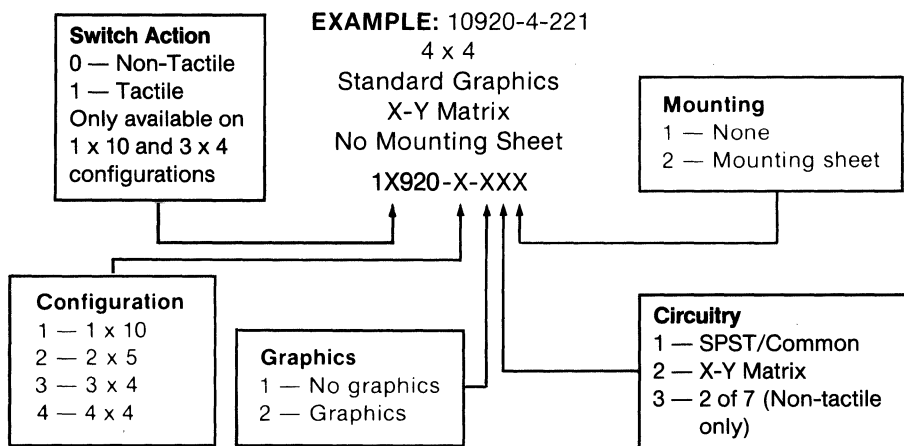 EXAMPLE: 10920-4-221
4 x 4
Standard Graphics
X-Y Matrix
No Mounting Sheet
1X920-X-XXX
Switch Action
0 — Non-Tactile
1 — Tactile
Only available on
1 x 10 and 3 x 4
configurations
Mounting
1 — None
2 — Mounting sheet
Configuration
1 — 1 x 10
2 — 2 x 5
3 — 3 x 4
4 — 4 x 4
Graphics
1 — No graphics
2 — Graphics
Circuitry
1 — SPST/Common
2 — X-Y Matrix
3 — 2 of 7 (Non-tactile
only)